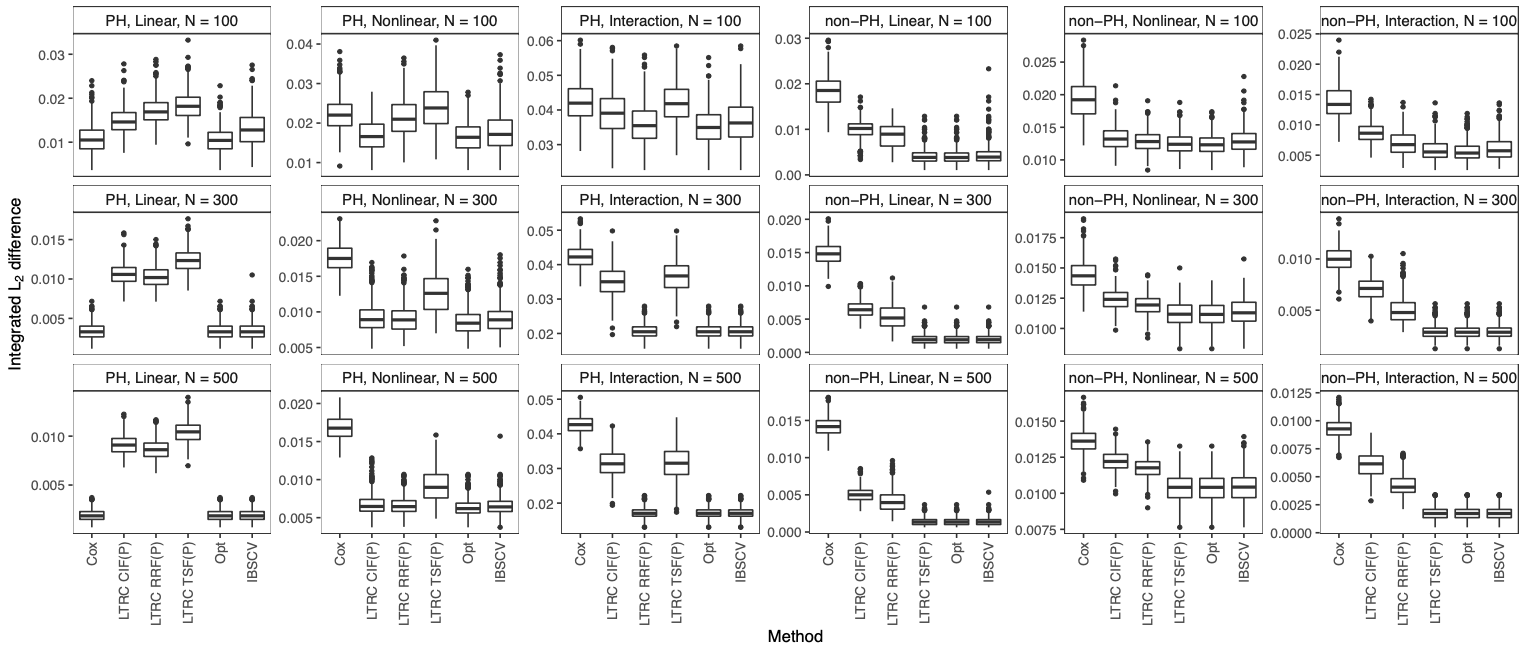 PH, Linear, N = 100
PH, Nonlinear, N = 100
PH, Interaction, N = 100
non−PH, Linear, N = 100
non−PH, Nonlinear, N = 100
non−PH, Interaction, N = 100
0.03
0.02
0.01
0.04
0.03
0.02
0.01
0.06
0.05
0.04
0.03
0.03
0.02
0.01
0.00
0.025
0.020
0.015
0.010
0.025
0.020
0.015
0.010
0.005
PH, Linear, N = 300
PH, Nonlinear, N = 300
PH, Interaction, N = 300
non−PH, Linear, N = 300
non−PH, Nonlinear, N = 300
non−PH, Interaction, N = 300
Integrated L2 difference
0.015
0.010
0.005
0.020
0.015
0.010
0.005
0.05
0.04
0.03
0.02
0.020
0.015
0.010
0.005
0.000
0.0175
0.0150
0.0125
0.0100
0.010
0.005
PH, Linear, N = 500
PH, Nonlinear, N = 500
PH, Interaction, N = 500
non−PH, Linear, N = 500
non−PH, Nonlinear, N = 500
non−PH, Interaction, N = 500
0.010
0.005
0.020
0.015
0.010
0.005
0.05
0.04
0.03
0.02
0.015
0.010
0.005
0.000
0.0150
0.0125
0.0100
0.0075
0.0125
0.0100
0.0075
0.0050
0.0025
0.0000
Cox
LTRC CIF(P)
LTRC RRF(P)
LTRC TSF(P)
Opt
IBSCV
Cox
LTRC CIF(P)
LTRC RRF(P)
LTRC TSF(P)
Opt
IBSCV
Cox
LTRC CIF(P)
LTRC RRF(P)
LTRC TSF(P)
Opt
IBSCV
Cox
LTRC CIF(P)
LTRC RRF(P)
LTRC TSF(P)
Opt
IBSCV
Cox
LTRC CIF(P)
LTRC RRF(P)
LTRC TSF(P)
Opt
IBSCV
Cox
LTRC CIF(P)
LTRC RRF(P)
LTRC TSF(P)
Opt
IBSCV
Method